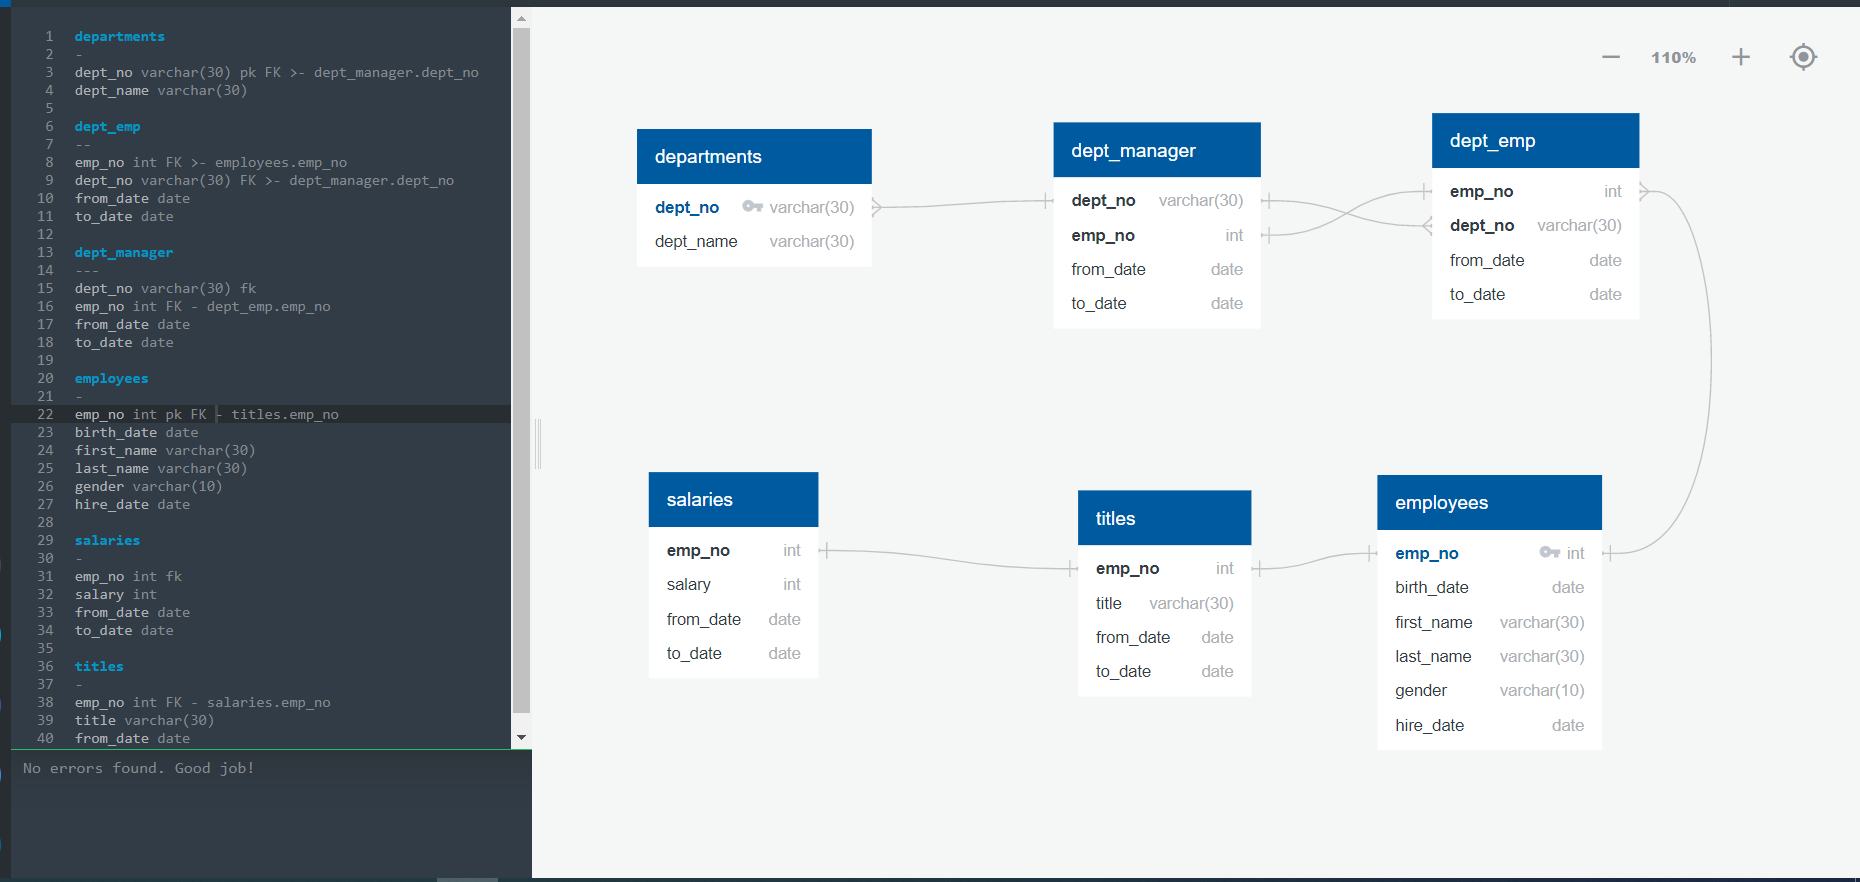 1 departments
2 -
3 dept_no varchar(30) pk FK >- dept_manager.dept_no
4 dept_name varchar(30)
5
6 dept_emp
7 --
8 emp_no int FK >- employees.emp_no
9 dept_no varchar(30) FK >- dept_manager.dept_no
10 from_date date
11 to_date date
12
13 dept_manager
14 ---
15 dept_no varchar(30) fk
16 emp_no int FK - dept_emp.emp_no
17 from_date date
18 to_date date
19
20 employees
21 -
22 emp_no int pk FK - titles.emp_no
23 birth_date date
24 first_name varchar(30)
25 last_name varchar(30)
26 gender varchar(10)
27 hire_date date
28
29 salaries
30 -
31 emp_no int fk
32 salary int
33 from_date date
34 to_date date
35
36 titles
37 -
38 emp_no int FK - salaries.emp_no
39 title varchar(30)
40 from_date date
No errors found. Good job!
110%
departments
dept_no varchar(30)
dept_name varchar(30)
dept_manager
dept_no varchar(30)
emp_no int
from_date date
to_date date
dept_emp
emp_no int
dept_no varchar(30)
from_date date
to_date date
salaries
emp_no int
salary int
from_date date
to_date date
titles
emp_no int
title varchar(30)
from_date date
to_date date
employees
emp_no int
birth_date date
first_name varchar(30)
last_name varchar(30)
gender varchar(10)
hire_date date